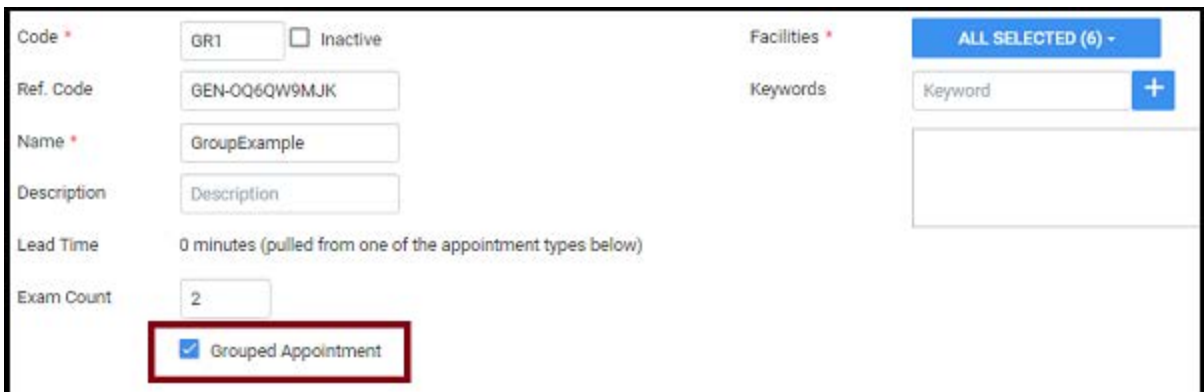 Code *
GR1
Inactive
Facilities *
ALL SELECTED (6)
Ref. Code
GEN-OQ6QW9MJK
Keywords
Keyword
+
Name *
GroupExample
Description
Description
Lead Time
0 minutes (pulled from one of the appointment types below)
Exam Count
2
Grouped Appointment